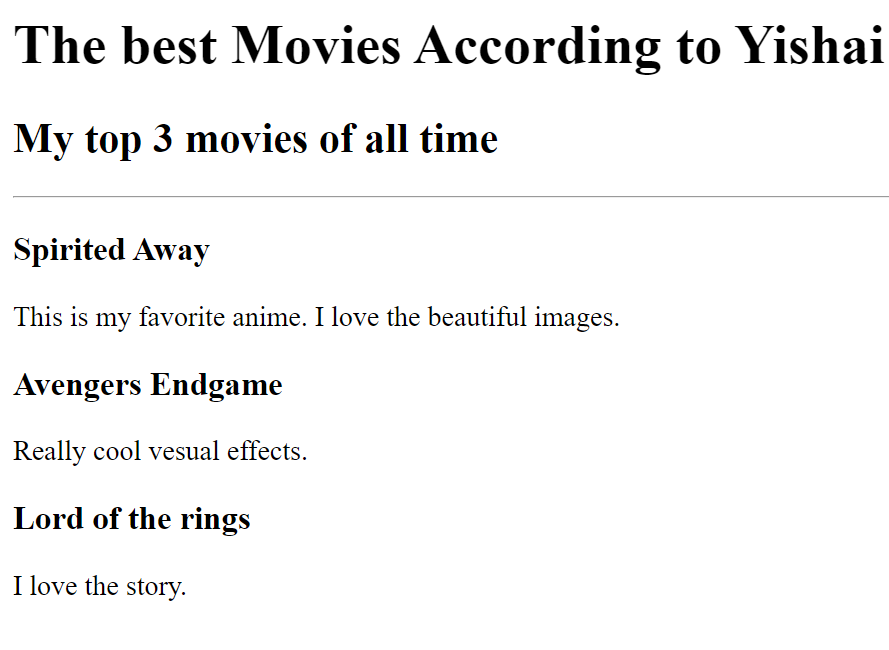 The best Movies According to Yishai
My top 3 movies of all time
Spirited Away
This is my favorite anime. I love the beautiful images.
Avengers Endgame
Really cool vesual effects.
Lord of the rings
I love the story.